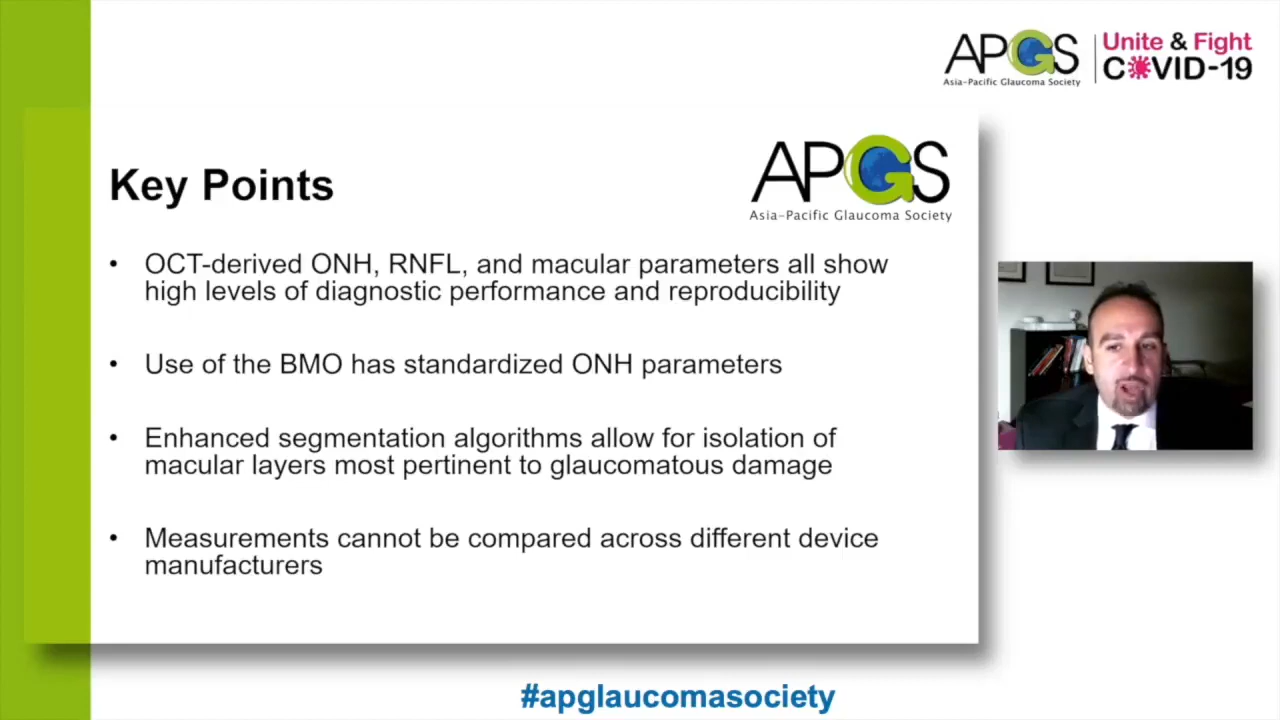 APGS
Asia-Pacific Glaucoma Society
Unite & Fight
COVID-19
APGS
Asia-Pacific Glaucoma Society
Key Points
• OCT-derived ONH, RNFL, and macular parameters all show
high levels of diagnostic performance and reproducibility
• Use of the BMO has standardized ONH parameters
• Enhanced segmentation algorithms allow for isolation of
macular layers most pertinent to glaucomatous damage
• Measurements cannot be compared across different device
manufacturers
#apglaucomasociety